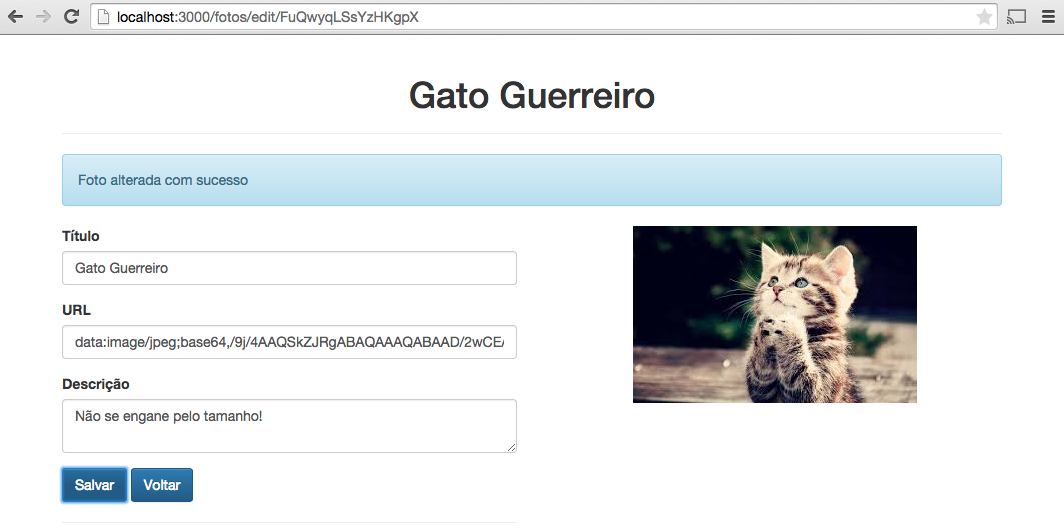 localhost:3000/fotos/edit/FuQwyqLSsYzHKgpX
Gato Guerreiro
Foto alterada com sucesso
Título
Gato Guerreiro
URL
data:image/jpeg;base64,/9j/4AAQSkZJRgABAQAAAQABAAD/2wCE
Descrição
Não se engane pelo tamanho!
Salvar Voltar